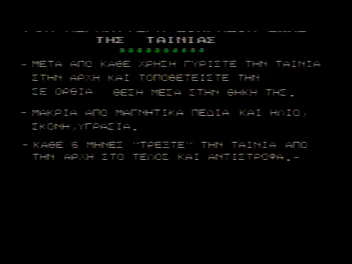 ΤΗΣ ΤΑΙΝΙΑΣ
**********
- ΜΕΤΑ ΑΠΟ ΚΑΘΕ ΧΡΗΣΗ ΓΥΡΙΣΤΕ ΤΗΝ ΤΑΙΝΙΑ
ΣΤΗΝ ΑΡΧΗ ΚΑΙ ΤΟΠΟΘΕΤΕΙΣΤΕ ΤΗΝ
ΣΕ ΟΡΘΙΑ ΘΕΣΗ ΜΕΣΑ ΣΤΗΝ ΘΗΚΗ ΤΗΣ.
- ΜΑΚΡΙΑ ΑΠΟ ΜΑΓΝΗΤΙΚΑ ΠΕΔΙΑ ΚΑΙ ΗΛΙΟ,
ΣΚΟΝΗ,ΥΓΡΑΣΙΑ.
- ΚΑΘΕ 6 ΜΗΝΕΣ "ΤΡΕΞΤΕ" ΤΗΝ ΤΑΙΝΙΑ ΑΠΟ
ΤΗΝ ΑΡΧΗ ΣΤΟ ΤΕΛΟΣ ΚΑΙ ΑΝΤΙΣΤΡΟΦΑ.-